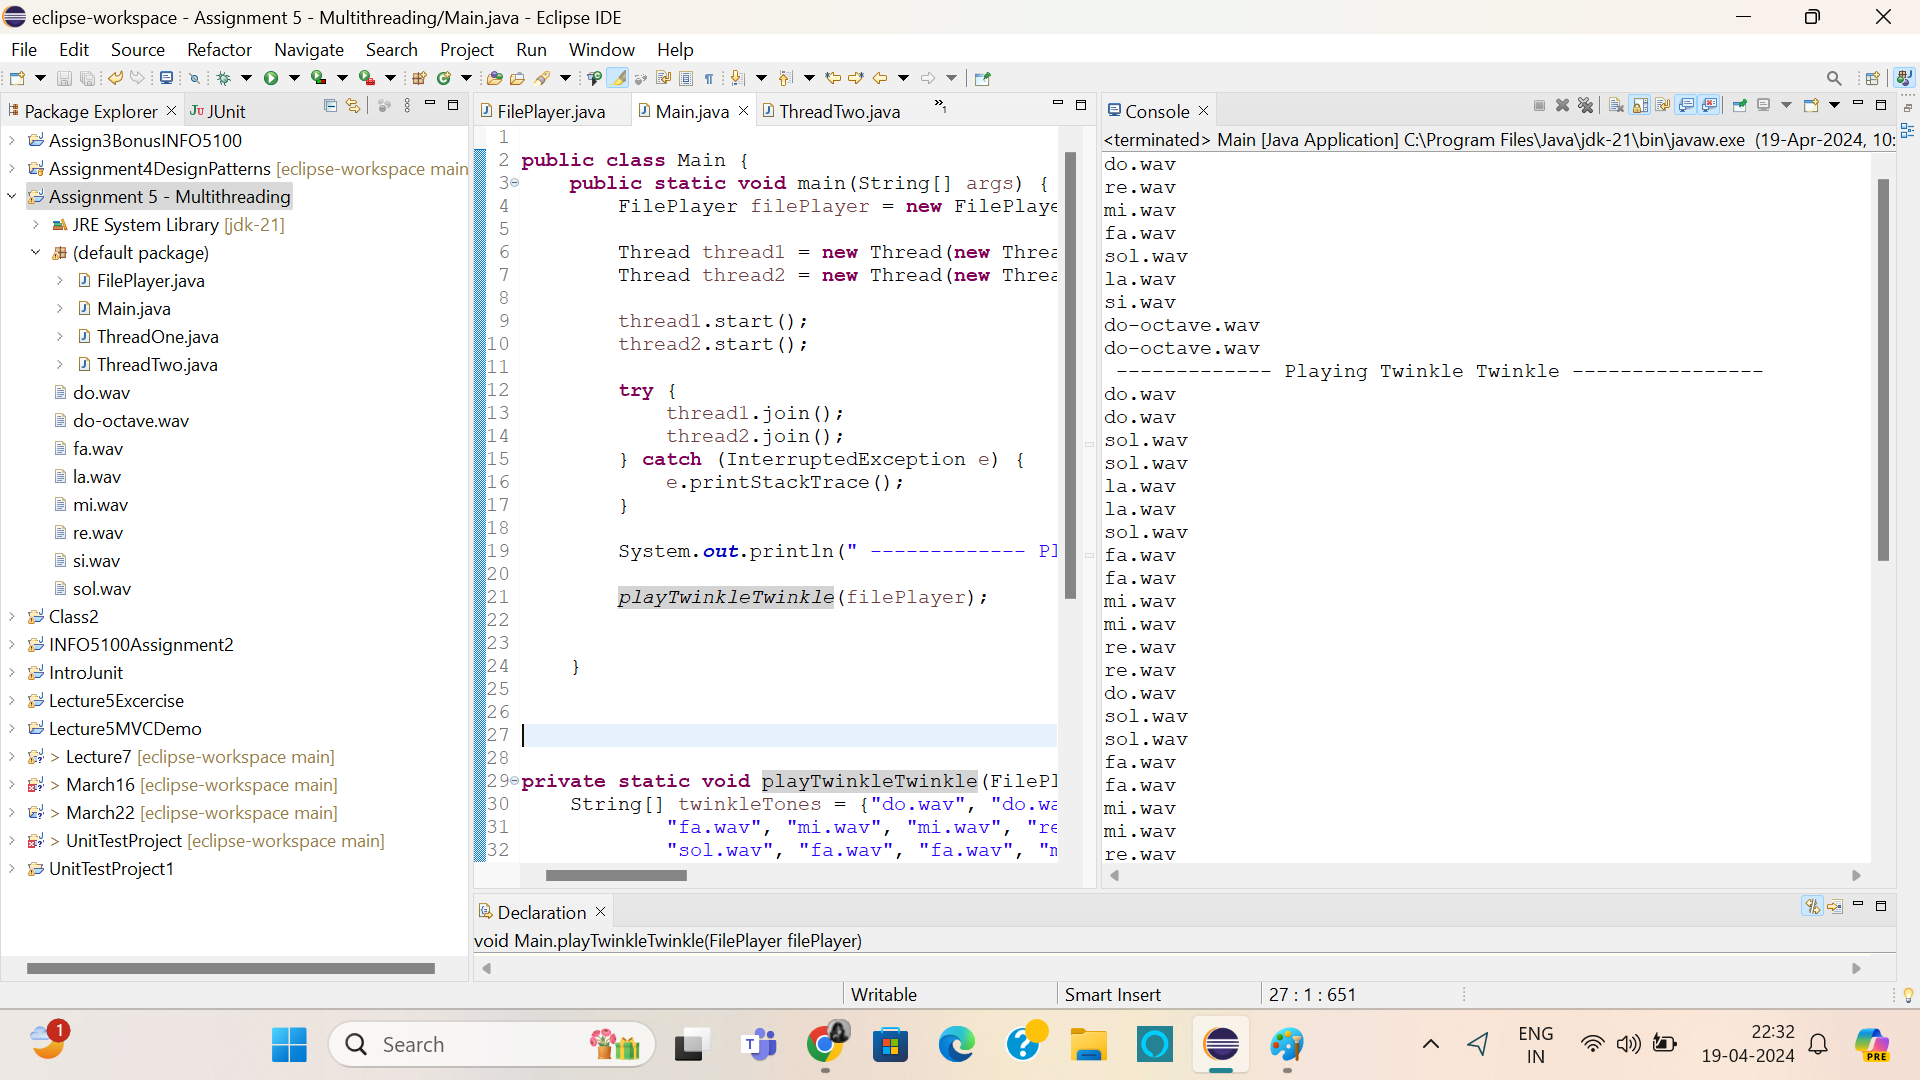 eclipse-workspace - Assignment 5 - Multithreading/Main.java - Eclipse IDE
File Edit Source Refactor Navigate Search Project Run Window Help
Package Explorer
JUnit
Assign3BonusINFO5100
Assignment4DesignPatterns [eclipse-workspace main
Assignment 5 - Multithreading
JRE System Library [jdk-21]
(default package)
FilePlayer.java
Main.java
ThreadOne.java
ThreadTwo.java
do.wav
do-octave.wav
fa.wav
la.wav
mi.wav
re.wav
si.wav
sol.wav
Class2
INFO5100Assignment2
IntroJunit
Lecture5Excercise
Lecture5MVCDemo
> Lecture7 [eclipse-workspace main]
> March16 [eclipse-workspace main]
> March22 [eclipse-workspace main]
> UnitTestProject [eclipse-workspace main]
UnitTestProject1
FilePlayer.java Main.java ThreadTwo.java »1
1
2 public class Main {
3 public static void main(String[] args) {
4 FilePlayer filePlayer = new FilePlaye
5
6 Thread thread1 = new Thread(new Threa
7 Thread thread2 = new Thread(new Threa
8
9 thread1.start();
10 thread2.start();
11
12 try {
13 thread1.join();
14 thread2.join();
15 } catch (InterruptedException e) {
16 e.printStackTrace();
17 }
18
19 System.out.println(" ------------- Pl
20
21 playTwinkleTwinkle(filePlayer);
22
23
24 }
25
26
27
28
29 private static void playTwinkleTwinkle(FilePl
30 String[] twinkleTones = {"do.wav", "do.wa
31 "fa.wav", "mi.wav", "mi.wav", "re
32 "sol.wav", "fa.wav", "fa.wav", "m
Console
<terminated> Main [Java Application] C:\Program Files\Java\jdk-21\bin\javaw.exe (19-Apr-2024, 10:
do.wav
re.wav
mi.wav
fa.wav
sol.wav
la.wav
si.wav
do-octave.wav
do-octave.wav
------------- Playing Twinkle Twinkle ----------------
do.wav
do.wav
sol.wav
sol.wav
la.wav
la.wav
sol.wav
fa.wav
fa.wav
mi.wav
mi.wav
re.wav
re.wav
do.wav
sol.wav
sol.wav
fa.wav
fa.wav
mi.wav
mi.wav
re.wav
Declaration
void Main.playTwinkleTwinkle(FilePlayer filePlayer)
Writable Smart Insert 27 : 1 : 651
1
Search
ENG
IN
22:32
19-04-2024
PRE